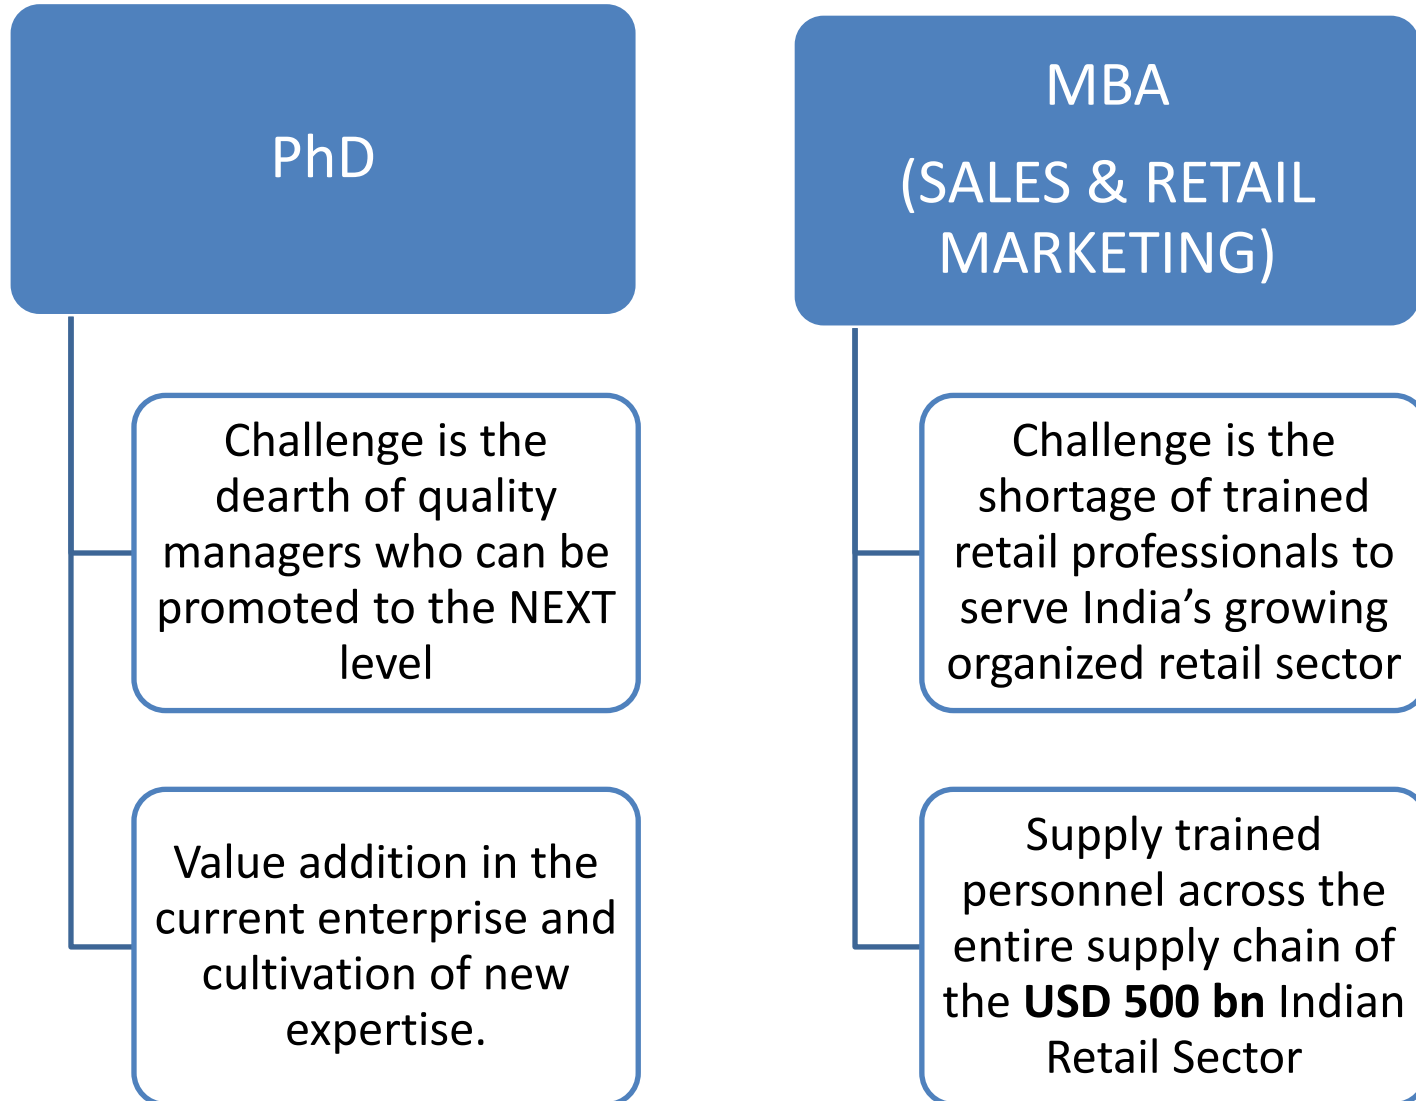 PhD
Challenge is the
dearth of quality
managers who can be
promoted to the NEXT
level
Value addition in the
current enterprise and
cultivation of new
expertise.
MBA
(SALES & RETAIL
MARKETING)
Challenge is the
shortage of trained
retail professionals to
serve India’s growing
organized retail sector
Supply trained
personnel across the
entire supply chain of
the USD 500 bn Indian
Retail Sector